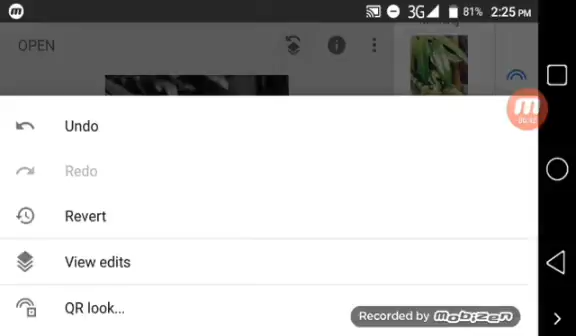 3G 81% 2:25 PM
OPEN
Undo
Redo
Revert
View edits
QR look...
Recorded by mobizen